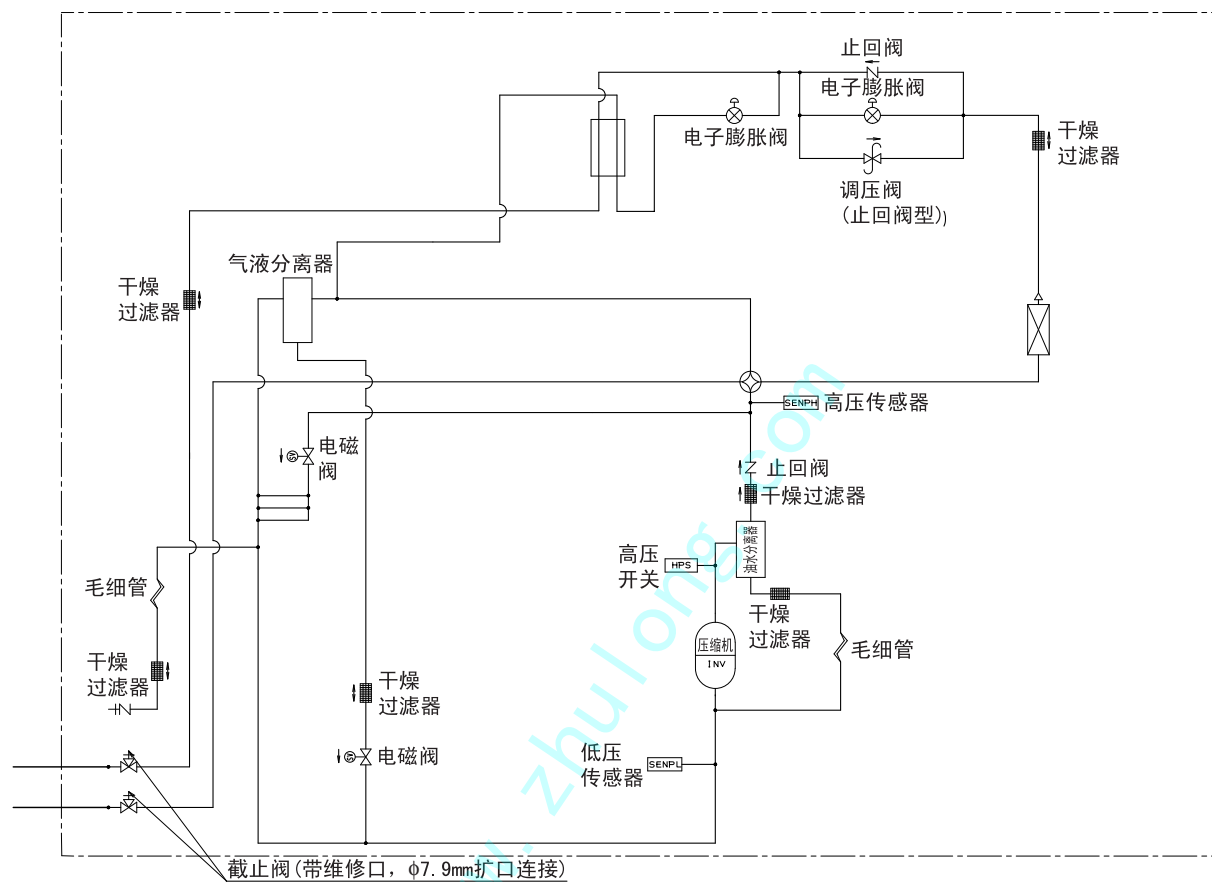 止回阀
电子膨胀阀
电子膨胀阀
干燥
过滤器
调压阀
(止回阀型)
气液分离器
干燥
过滤器
SENPH
高压传感器
电磁
阀
S
止回阀
干燥过滤器
油水分离器
高压
开关
HPS
毛细管
干燥
过滤器
压缩机
INV
毛细管
干燥
过滤器
干燥
过滤器
S
电磁阀
低压
传感器
SENPL
截止阀(带维修口，φ7.9mm扩口连接)
w.zhulong.com